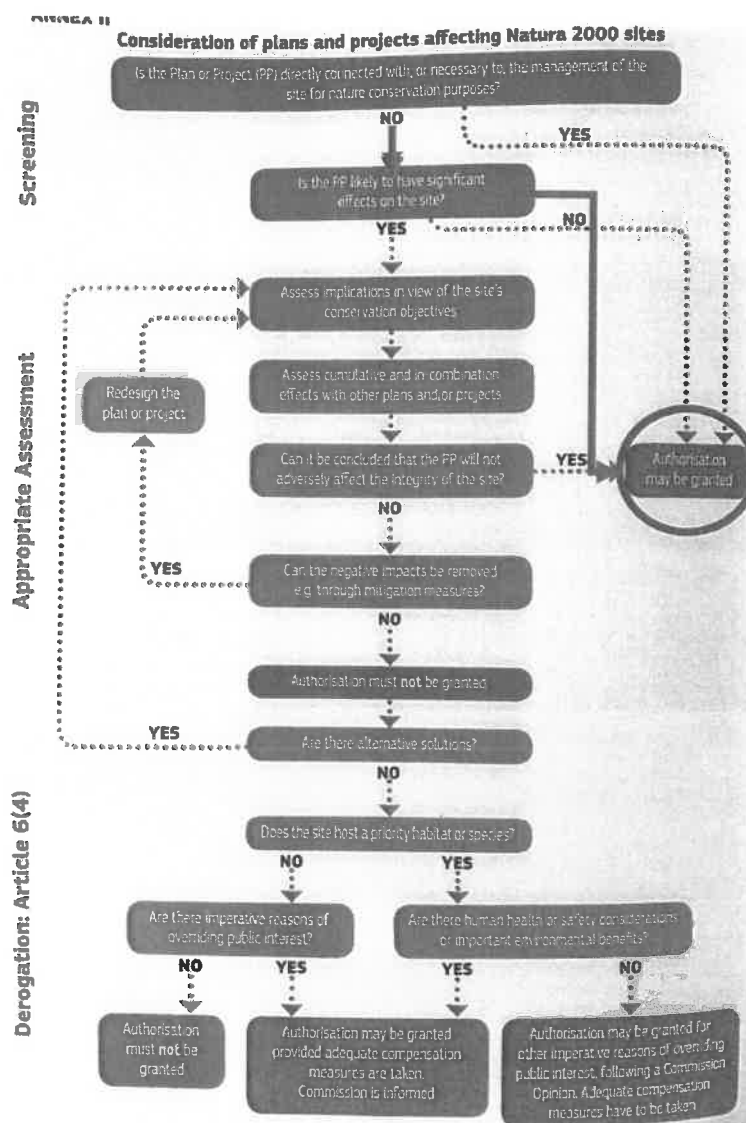 ANNEX II
Consideration of plans and projects affecting Natura 2000 sites
Is the Plan or Project (PP) directly connected with, or necessary to, the management of the
site for nature conservation purposes?
NO
YES
Screening
Is the PP likely to have significant
effects on the site?
NO
YES
Assess implications in view of the site's
conservation objectives
Appropriate Assessment
Redesign the
plan or project
Assess cumulative and in-combination
effects with other plans and/or projects
Can it be concluded that the PP will not
adversely affect the integrity of the site?
YES
Authorisation
may be granted
NO
YES
Can the negative impacts be removed
e.g. through mitigation measures?
NO
Authorisation must not be granted
YES
Are there alternative solutions?
NO
Derogation: Article 6(4)
Does the site host a priority habitat or species?
NO
YES
Are there imperative reasons of
overriding public interest?
Are there human health or safety considerations
or important environmental benefits?
NO
YES
YES
NO
Authorisation
must not be
granted
Authorisation may be granted
provided adequate compensation
measures are taken.
Commission is informed
Authorisation may be granted for
other imperative reasons of overriding
public interest, following a Commission
Opinion. Adequate compensation
measures have to be taken